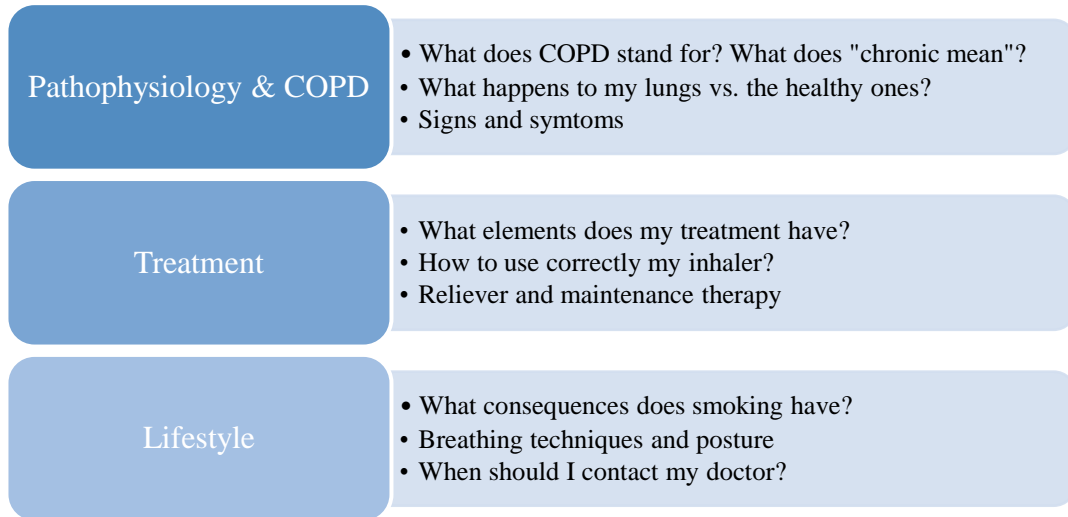 Pathophysiology & COPD
• What does COPD stand for? What does "chronic mean"?
• What happens to my lungs vs. the healthy ones?
• Signs and symtoms
Treatment
• What elements does my treatment have?
• How to use correctly my inhaler?
• Reliever and maintenance therapy
Lifestyle
• What consequences does smoking have?
• Breathing techniques and posture
• When should I contact my doctor?